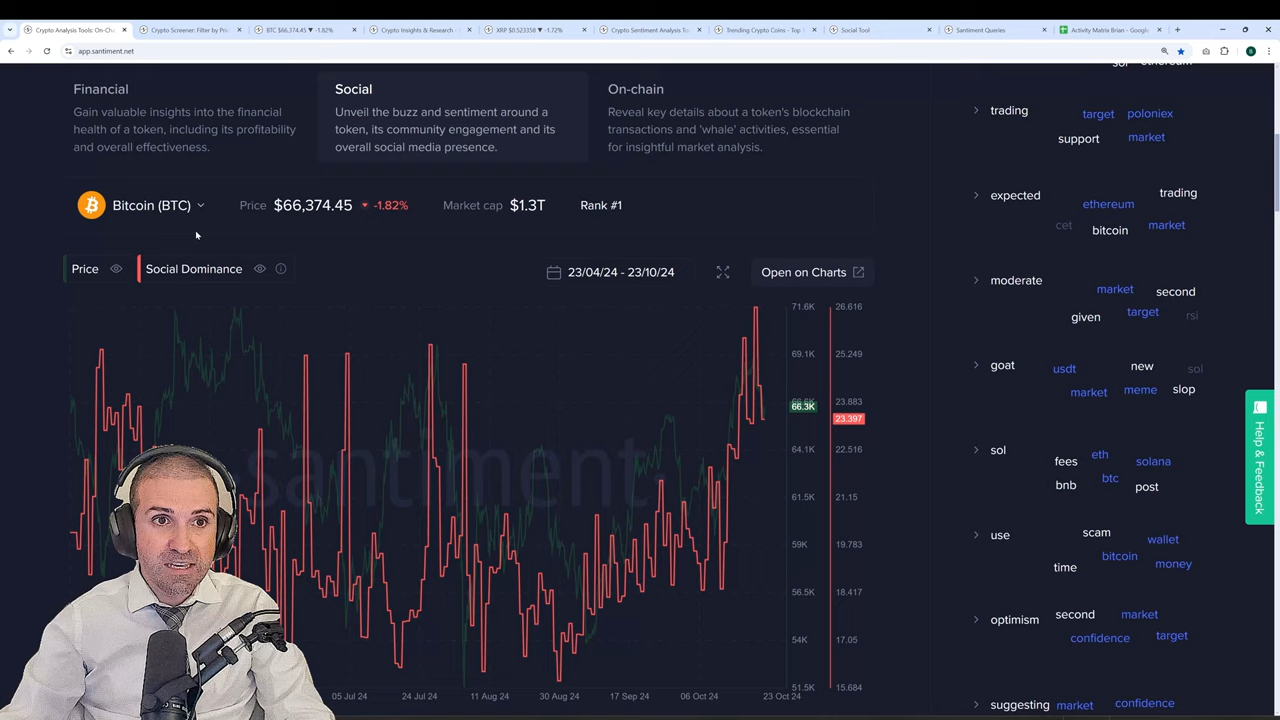 Crypto Analysis Tools: On-Cha
Crypto Screener: Filter by Pri
BTC $66,374.45 ▼ -1.82%
Crypto Insights & Research
XRP $0.523358 ▼ -1.72%
Crypto Sentiment Analysis To
Trending Crypto Coins - Top
Social Tool
Santiment Queries
Activity Matrix Brian - Google
app.santiment.net
Financial
Gain valuable insights into the financial
health of a token, including its profitability
and overall effectiveness.
Social
Unveil the buzz and sentiment around a
token, its community engagement and its
overall social media presence.
On-chain
Reveal key details about a token's blockchain
transactions and 'whale' activities, essential
for insightful market analysis.
Bitcoin (BTC)
Price $66,374.45 -1.82%
Market cap $1.3T
Rank #1
Price
Social Dominance
23/04/24 - 23/10/24
Open on Charts
santiment.
71.6K
69.1K
66.3K
64.1K
61.5K
59K
56.5K
54K
51.5K
26.616
25.249
23.883
23.397
22.516
21.15
19.783
18.417
17.05
15.684
05 Jul 24
24 Jul 24
11 Aug 24
30 Aug 24
17 Sep 24
06 Oct 24
23 Oct 24
sol ethereum
trading
target poloniex
support market
expected
trading
ethereum
cet bitcoin market
moderate
market second
given target rsi
goat
usdt new sol
market meme slop
sol
fees eth solana
bnb btc post
use
scam wallet
bitcoin
time money
optimism
second market
confidence target
suggesting
market confidence
Help & Feedback